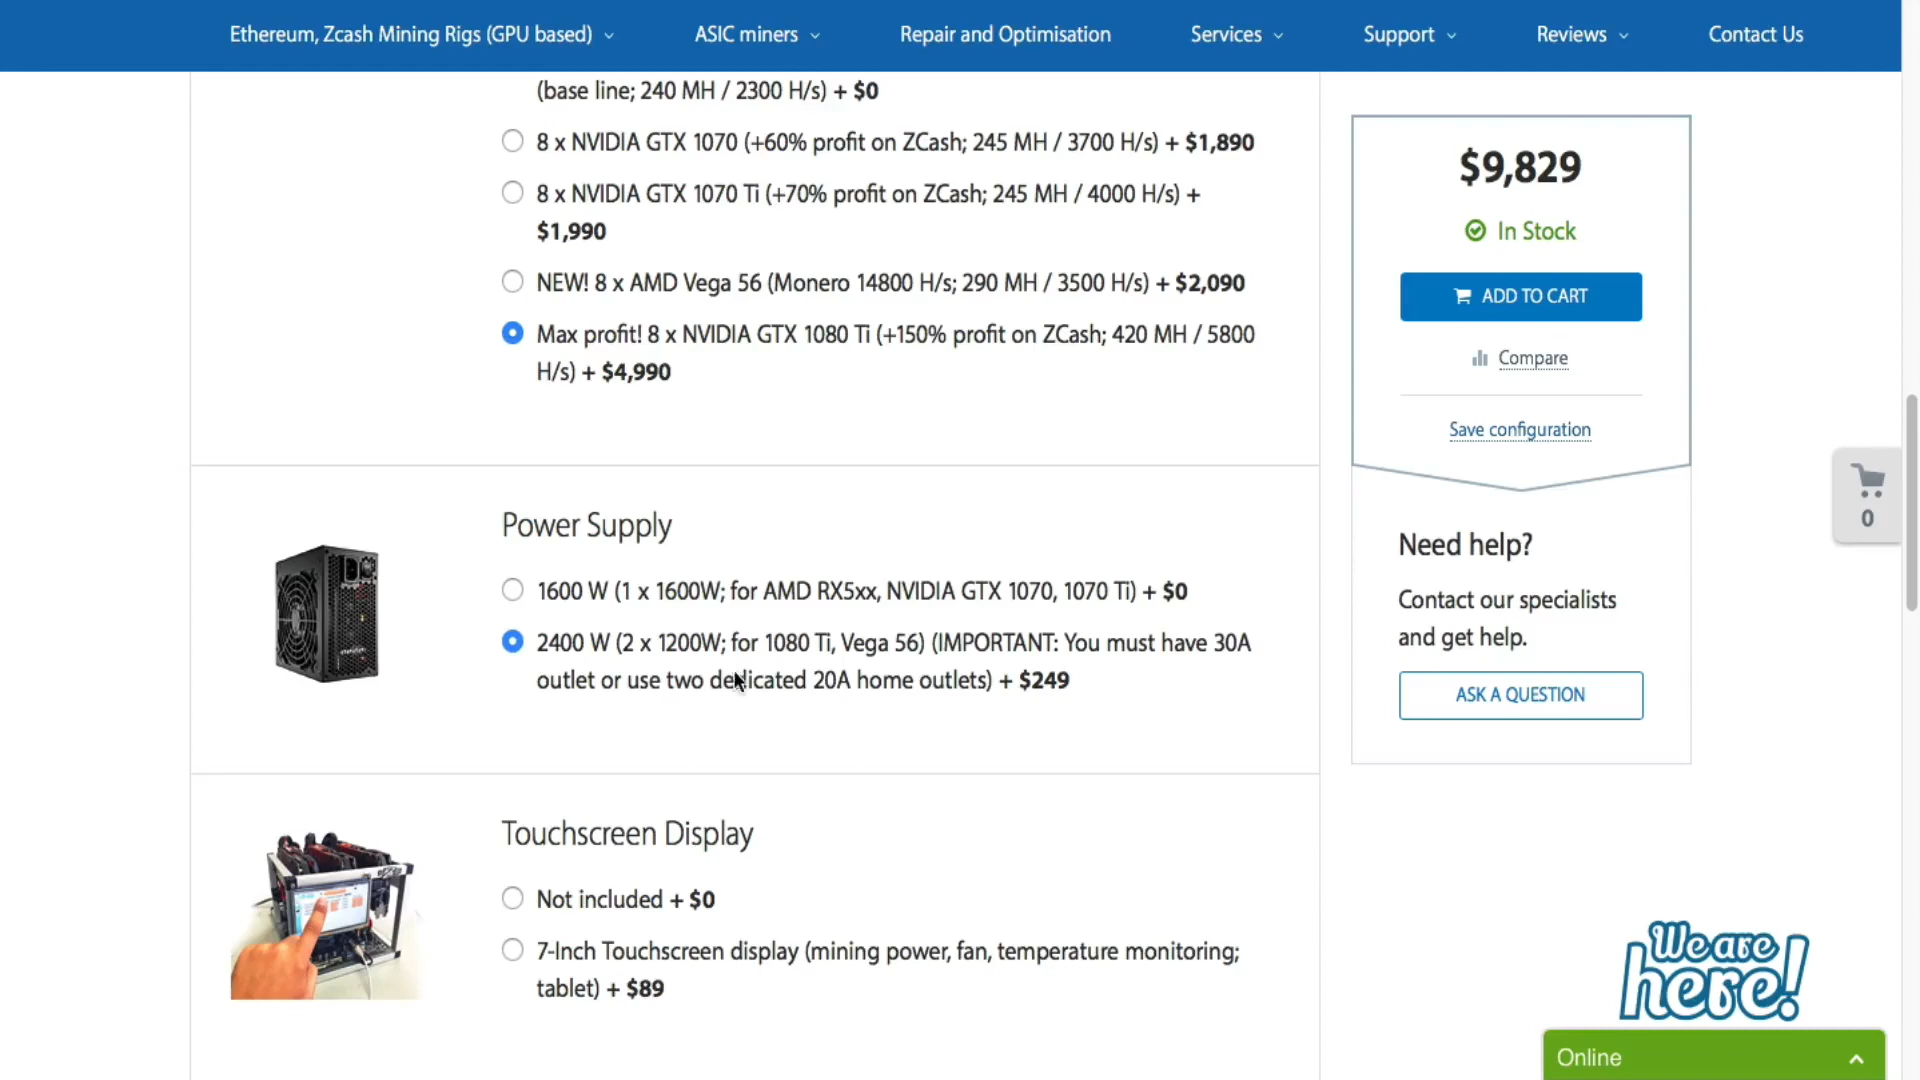 Ethereum, Zcash Mining Rigs (GPU based)
ASIC miners
Repair and Optimisation
Services
Support
Reviews
Contact Us
(base line; 240 MH / 2300 H/s) + $0
8 x NVIDIA GTX 1070 (+60% profit on ZCash; 245 MH / 3700 H/s) + $1,890
8 x NVIDIA GTX 1070 Ti (+70% profit on ZCash; 245 MH / 4000 H/s) +
$1,990
NEW! 8 x AMD Vega 56 (Monero 14800 H/s; 290 MH / 3500 H/s) + $2,090
Max profit! 8 x NVIDIA GTX 1080 Ti (+150% profit on ZCash; 420 MH / 5800
H/s) + $4,990
Power Supply
1600 W (1 x 1600W; for AMD RX5xx, NVIDIA GTX 1070, 1070 Ti) + $0
2400 W (2 x 1200W; for 1080 Ti, Vega 56) (IMPORTANT: You must have 30A
outlet or use two dedicated 20A home outlets) + $249
Touchscreen Display
Not included + $0
7-Inch Touchscreen display (mining power, fan, temperature monitoring;
tablet) + $89
$9,829
In Stock
ADD TO CART
Compare
Save configuration
Need help?
Contact our specialists
and get help.
ASK A QUESTION
0
We are
here!
Online